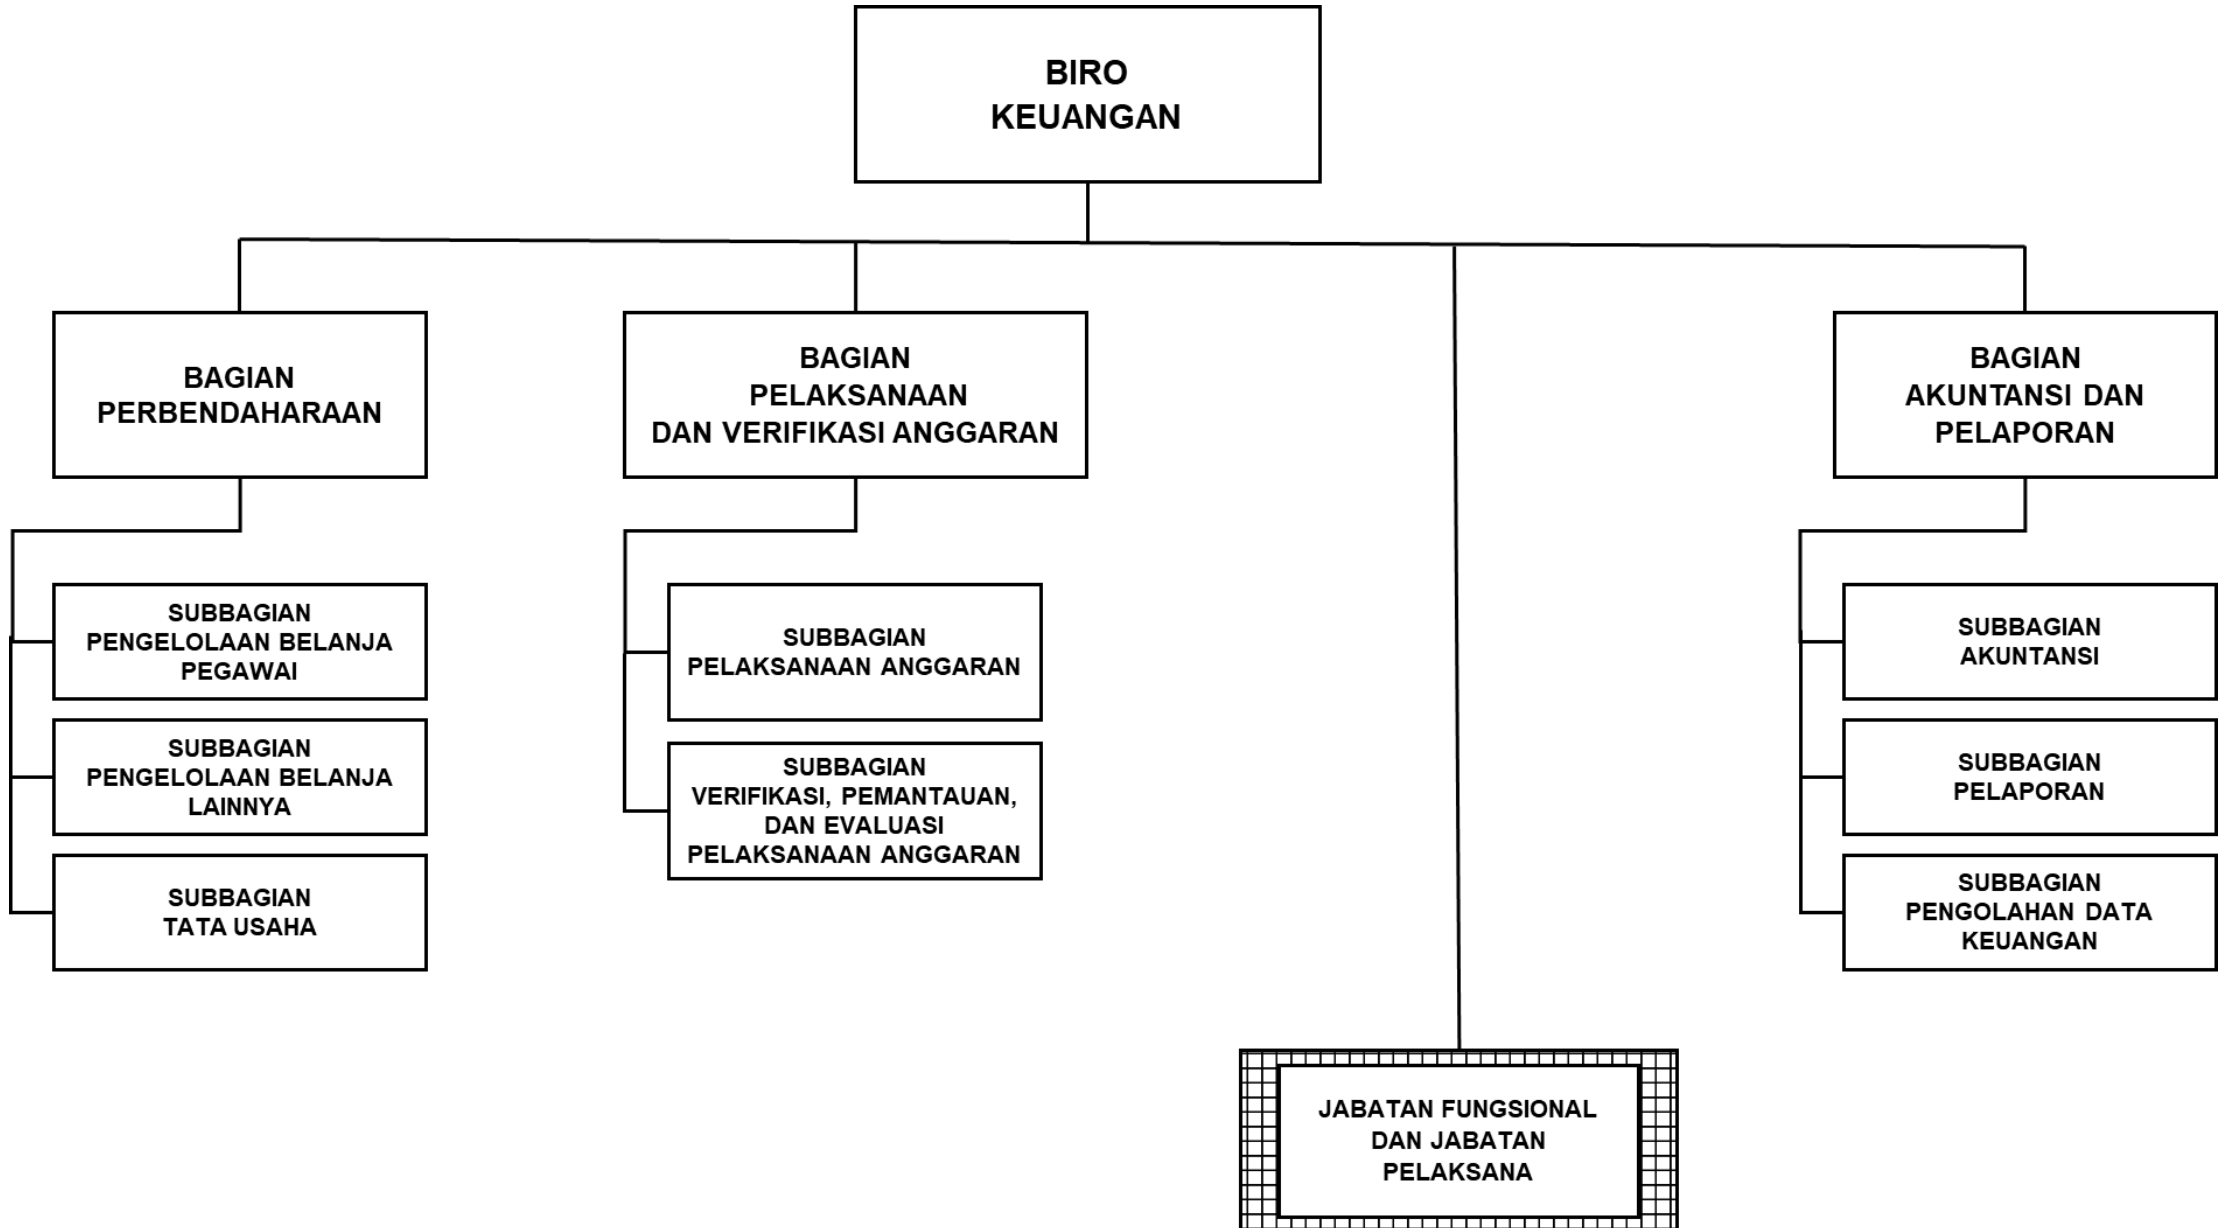 BIRO
KEUANGAN
BAGIAN
PERBENDAHARAAN
BAGIAN
PELAKSANAAN
DAN VERIFIKASI ANGGARAN
BAGIAN
AKUNTANSI DAN
PELAPORAN
SUBBAGIAN
PENGELOLAAN BELANJA
PEGAWAI
SUBBAGIAN
PENGELOLAAN BELANJA
LAINNYA
SUBBAGIAN
TATA USAHA
SUBBAGIAN
PELAKSANAAN ANGGARAN
SUBBAGIAN
VERIFIKASI, PEMANTAUAN,
DAN EVALUASI
PELAKSANAAN ANGGARAN
SUBBAGIAN
AKUNTANSI
SUBBAGIAN
PELAPORAN
SUBBAGIAN
PENGOLAHAN DATA
KEUANGAN
JABATAN FUNGSIONAL
DAN JABATAN
PELAKSANA